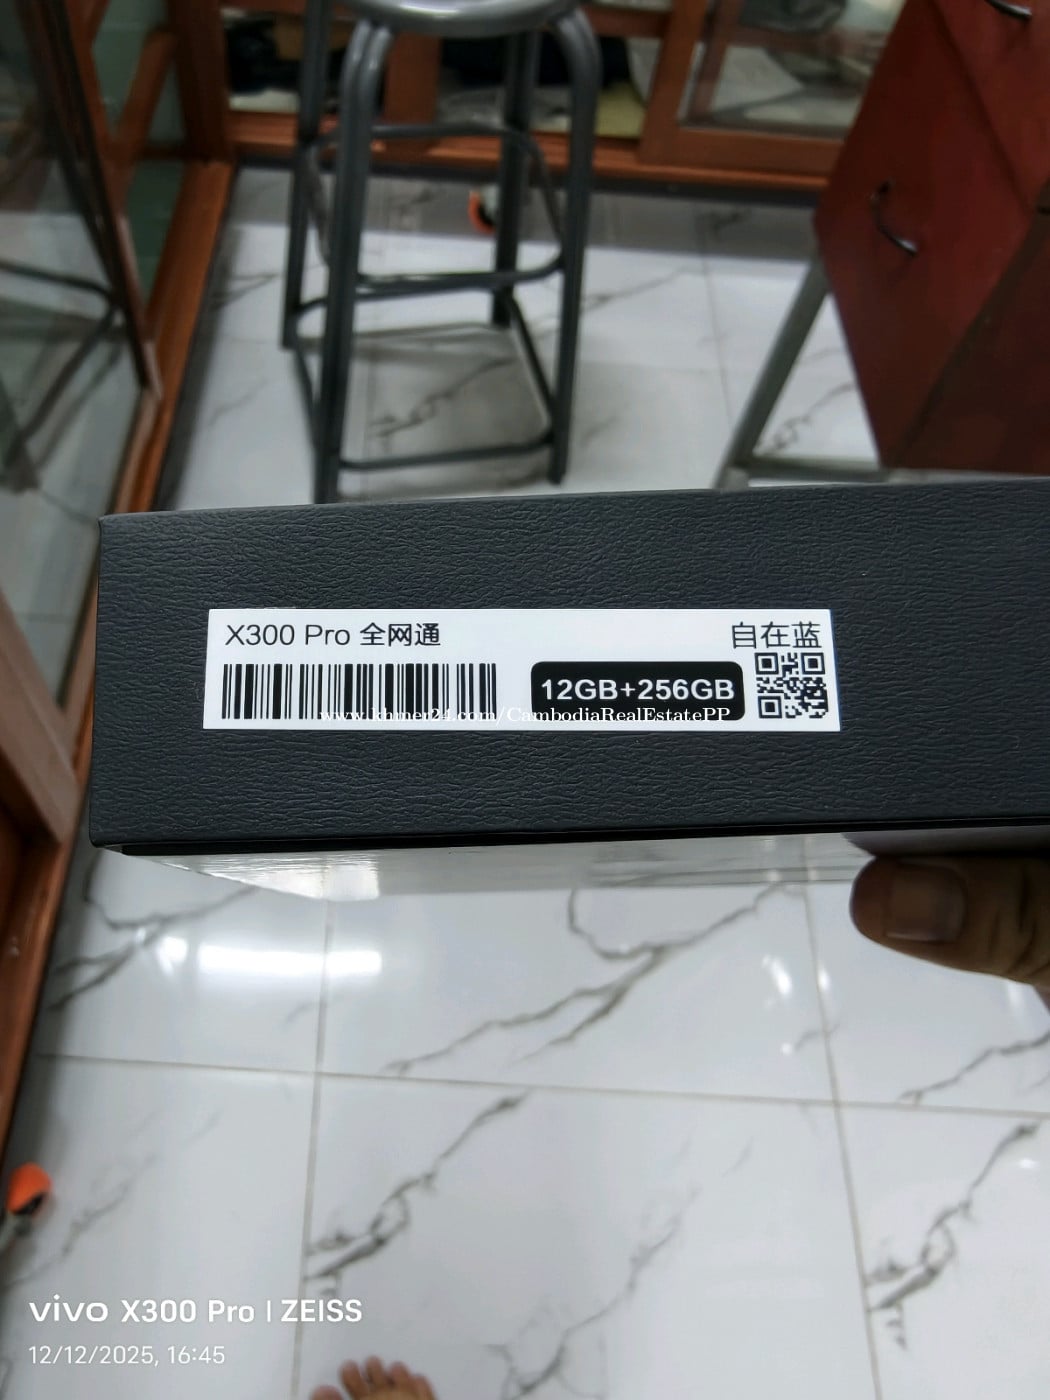 X300 Pro 全网通
自在蓝
12GB+256GB
www.khmer24.com/CambodiaRealEstatePP
vivo X300 Pro | ZEISS
12/12/2025, 16:45